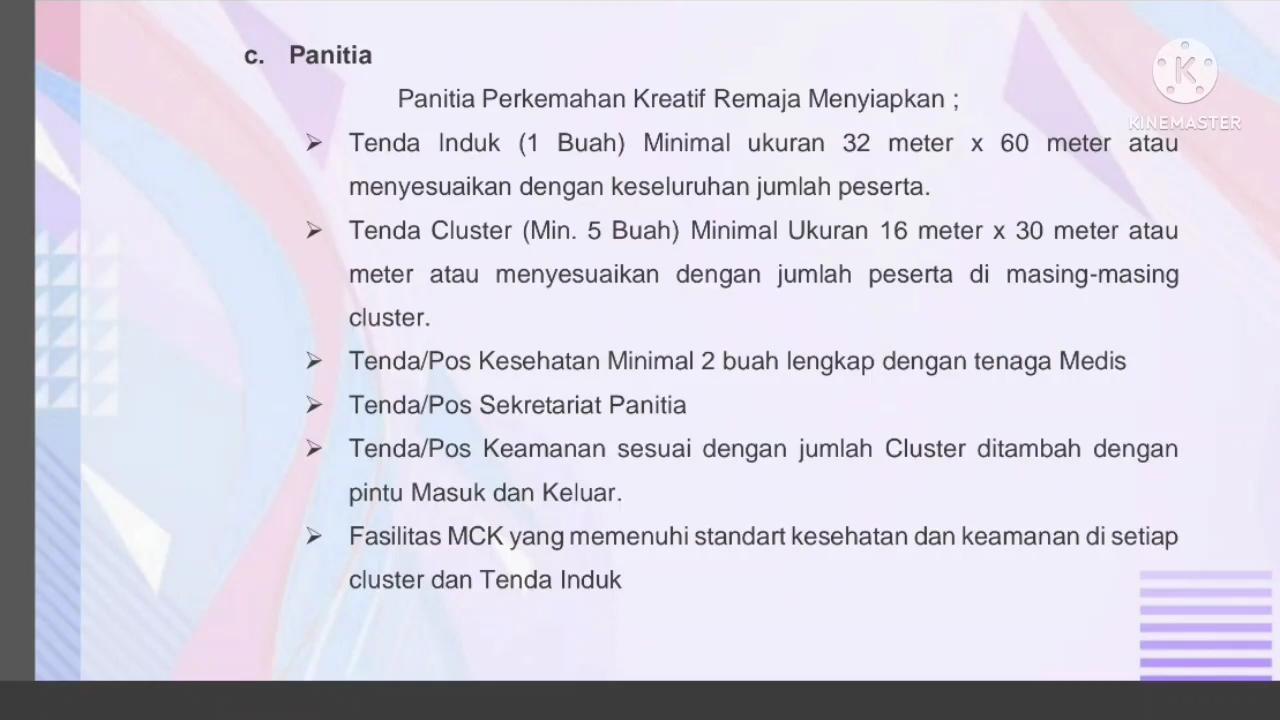 c. Panitia
Panitia Perkemahan Kreatif Remaja Menyiapkan ;
K
KINEMASTER
➢ Tenda Induk (1 Buah) Minimal ukuran 32 meter x 60 meter atau
menyesuaikan dengan keseluruhan jumlah peserta.
➢ Tenda Cluster (Min. 5 Buah) Minimal Ukuran 16 meter x 30 meter atau
meter atau menyesuaikan dengan jumlah peserta di masing-masing
cluster.
➢ Tenda/Pos Kesehatan Minimal 2 buah lengkap dengan tenaga Medis
➢ Tenda/Pos Sekretariat Panitia
➢ Tenda/Pos Keamanan sesuai dengan jumlah Cluster ditambah dengan
pintu Masuk dan Keluar.
➢ Fasilitas MCK yang memenuhi standart kesehatan dan keamanan di setiap
cluster dan Tenda Induk